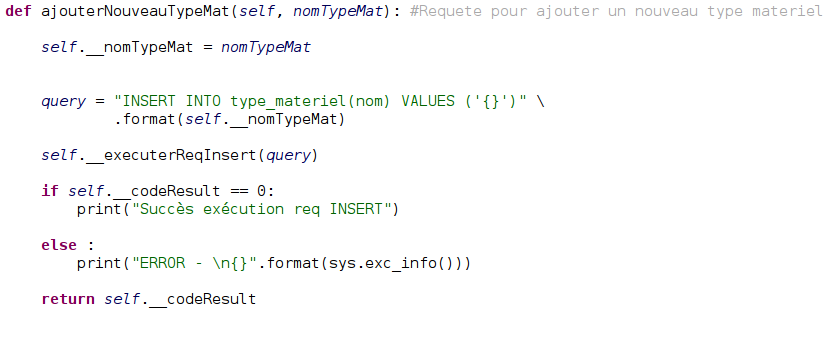 def ajouterNouveauTypeMat(self, nomTypeMat): #Requete pour ajouter un nouveau type materiel
self.__nomTypeMat = nomTypeMat
query = "INSERT INTO type_materiel(nom) VALUES ('{}')" \
.format(self.__nomTypeMat)
self.__executerReqInsert(query)
if self.__codeResult == 0:
print("Succès exécution req INSERT")
else :
print("ERROR - \n{}".format(sys.exc_info()))
return self.__codeResult